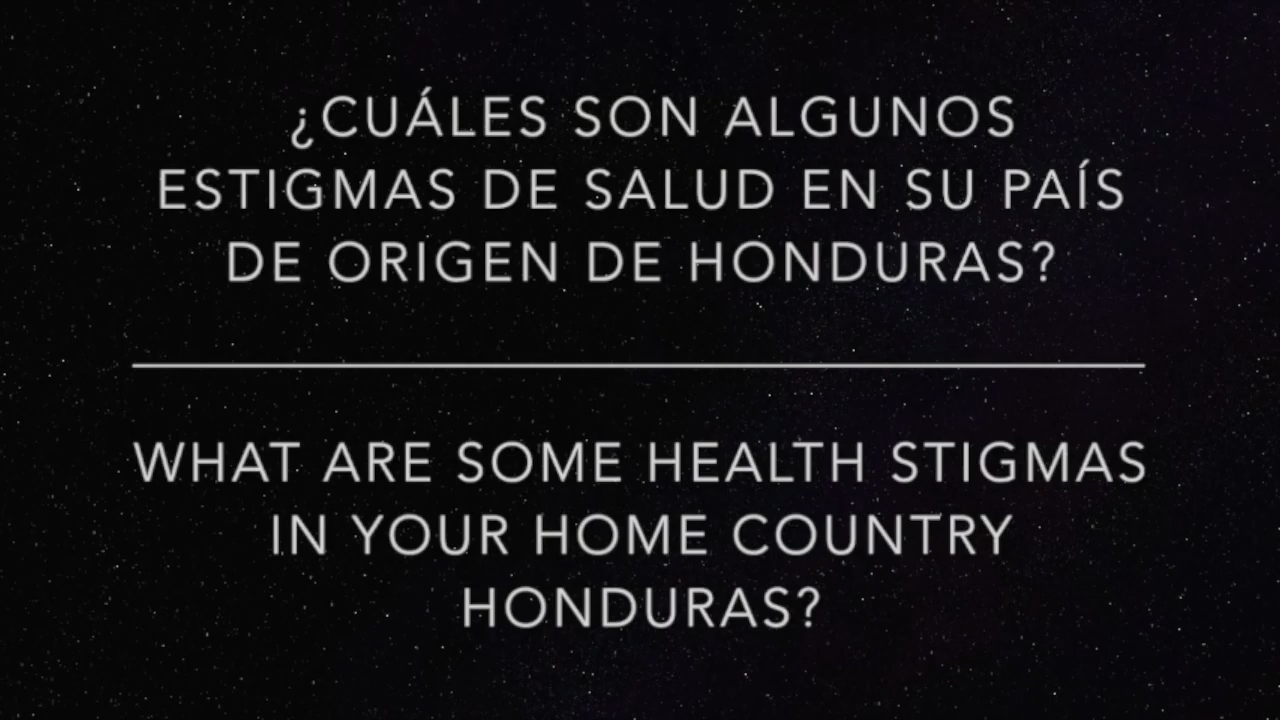 ¿CUÁLES SON ALGUNOS
ESTIGMAS DE SALUD EN SU PAÍS
DE ORIGEN DE HONDURAS?
WHAT ARE SOME HEALTH STIGMAS
IN YOUR HOME COUNTRY
HONDURAS?